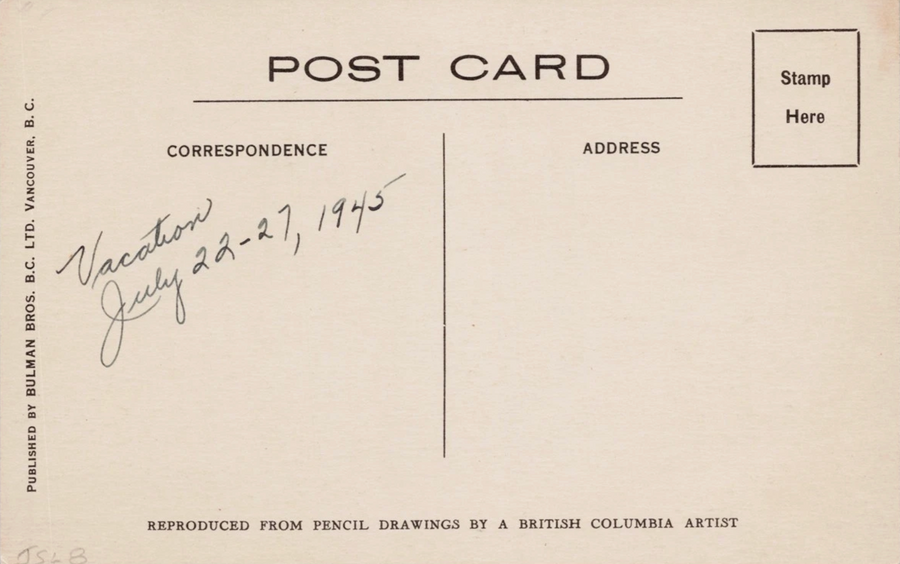 POST CARD
Stamp
Here
CORRESPONDENCE
ADDRESS
Vacation
July 22-27, 1945
PUBLISHED BY BULMAN BROS. B.C. LTD. VANCOUVER, B. C.
REPRODUCED FROM PENCIL DRAWINGS BY A BRITISH COLUMBIA ARTIST